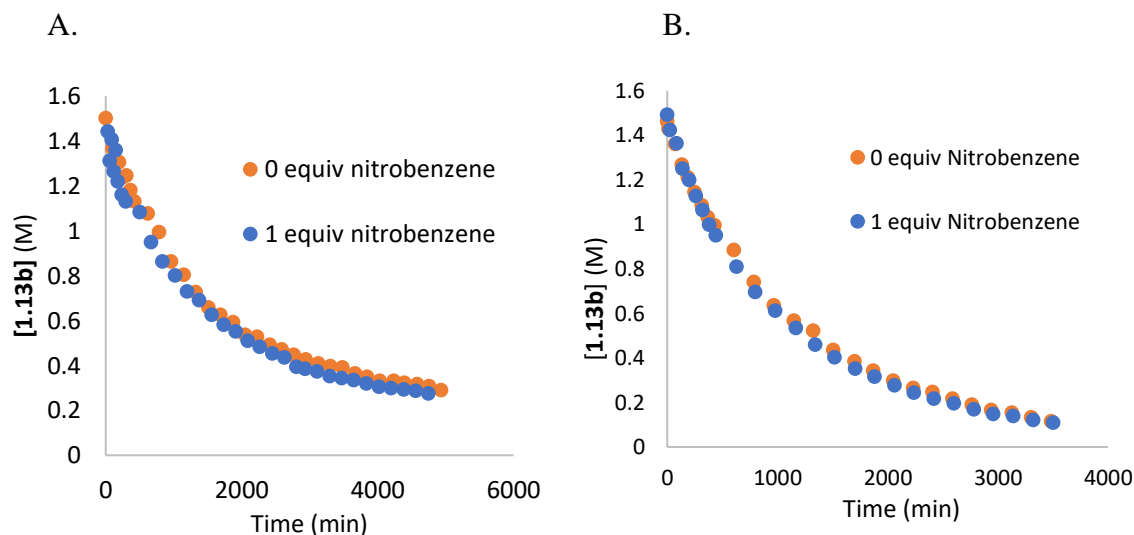 A.
1.6
1.4
1.2
1
0.8
0.6
0.4
0.2
0
[1.13b] (M)
0 equiv nitrobenzene
1 equiv nitrobenzene
0
2000
4000
6000
Time (min)
B.
1.6
1.4
1.2
1
0.8
0.6
0.4
0.2
0
[1.13b] (M)
0 equiv Nitrobenzene
1 equiv Nitrobenzene
0
1000
2000
3000
4000
Time (min)